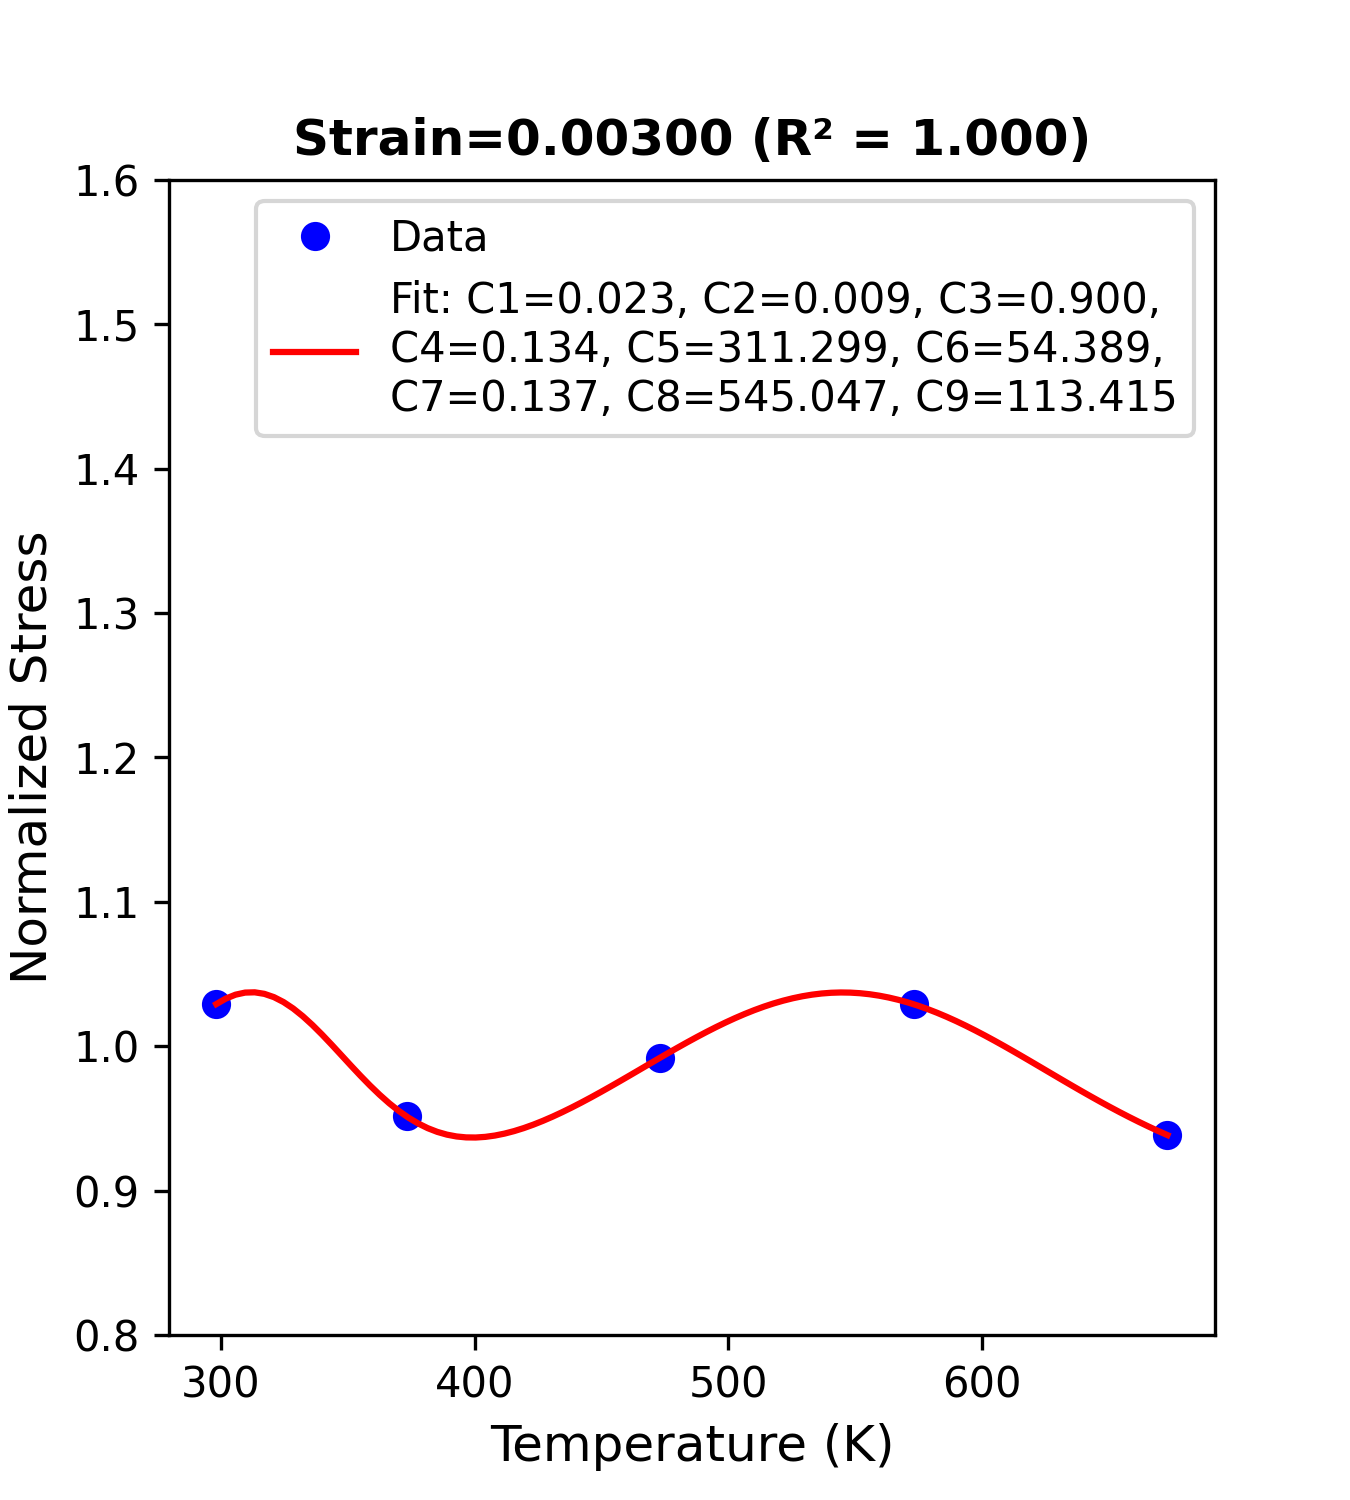 Strain=0.00300 (R² = 1.000)
Data
Fit: C1=0.023, C2=0.009, C3=0.900,
C4=0.134, C5=311.299, C6=54.389,
C7=0.137, C8=545.047, C9=113.415
Normalized Stress
1.6
1.5
1.4
1.3
1.2
1.1
1.0
0.9
0.8
300 400 500 600
Temperature (K)